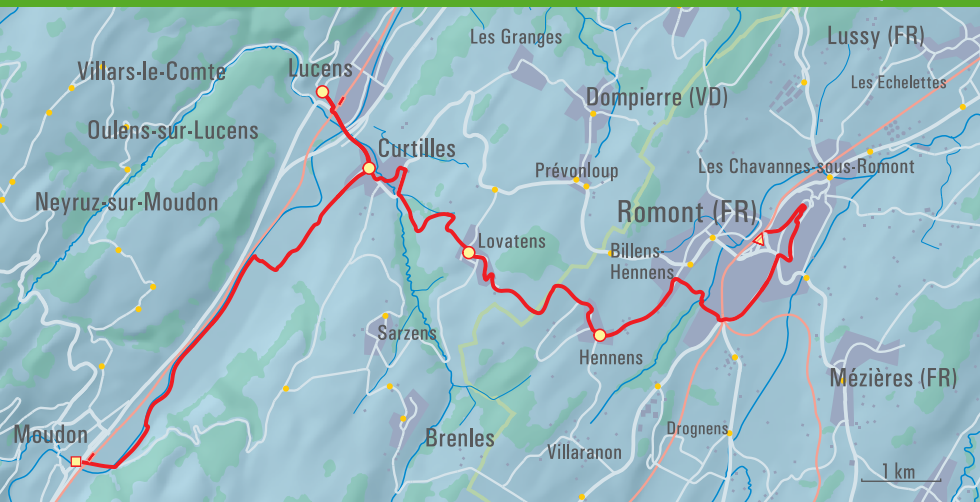 Les Granges
Lussy (FR)
Villars-le-Comte
Lucens
Les Echelettes
Dompierre (VD)
Oulens-sur-Lucens
Curtilles
Prévonloup
Les Chavannes-sous-Romont
Neyruz-sur-Moudon
Romont (FR)
Lovatens
Billens-
Hennens
Sarzens
Hennens
Mézières (FR)
Moudon
Brenles
Drognens
Villaranon
1 km